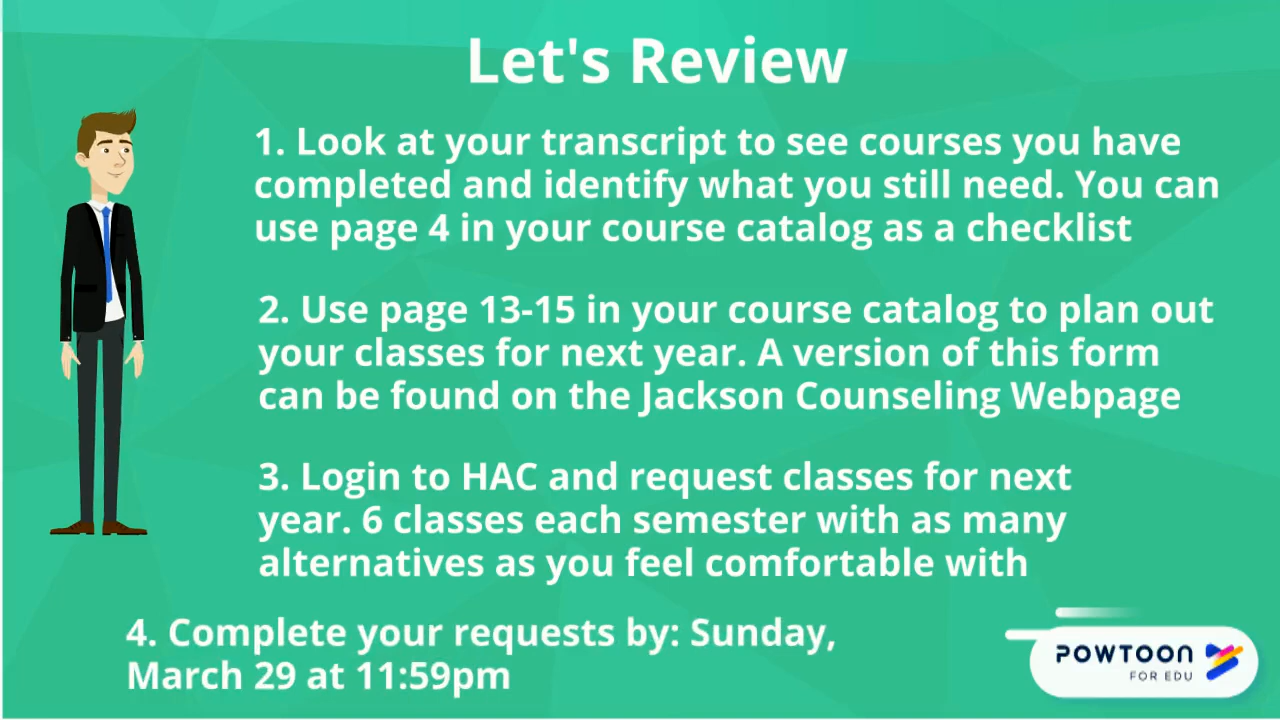 Let's Review
1. Look at your transcript to see courses you have
completed and identify what you still need. You can
use page 4 in your course catalog as a checklist
2. Use page 13-15 in your course catalog to plan out
your classes for next year. A version of this form
can be found on the Jackson Counseling Webpage
3. Login to HAC and request classes for next
year. 6 classes each semester with as many
alternatives as you feel comfortable with
4. Complete your requests by: Sunday,
March 29 at 11:59pm
POWTOON
FOR EDU